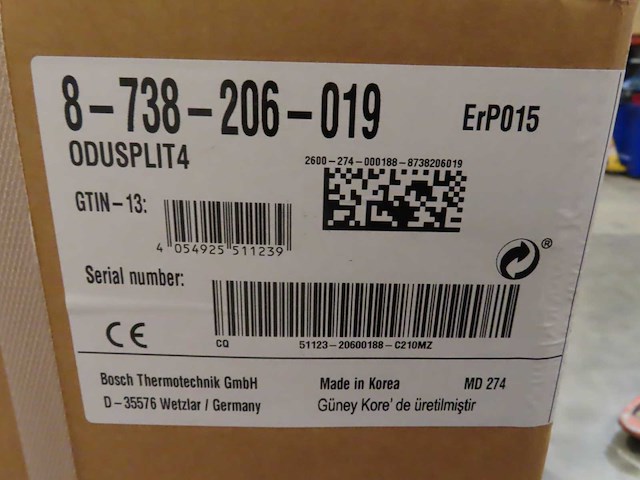 8-738-206-019
ErP015
ODUSPLIT4
2600-274-000188-8738206019
GTIN-13:
4 054925 511239
®
Serial number:
CQ 51123-20600188-C210MZ
CE
Bosch Thermotechnik GmbH Made in Korea MD 274
D-35576 Wetzlar / Germany Güney Kore' de üretilmiştir